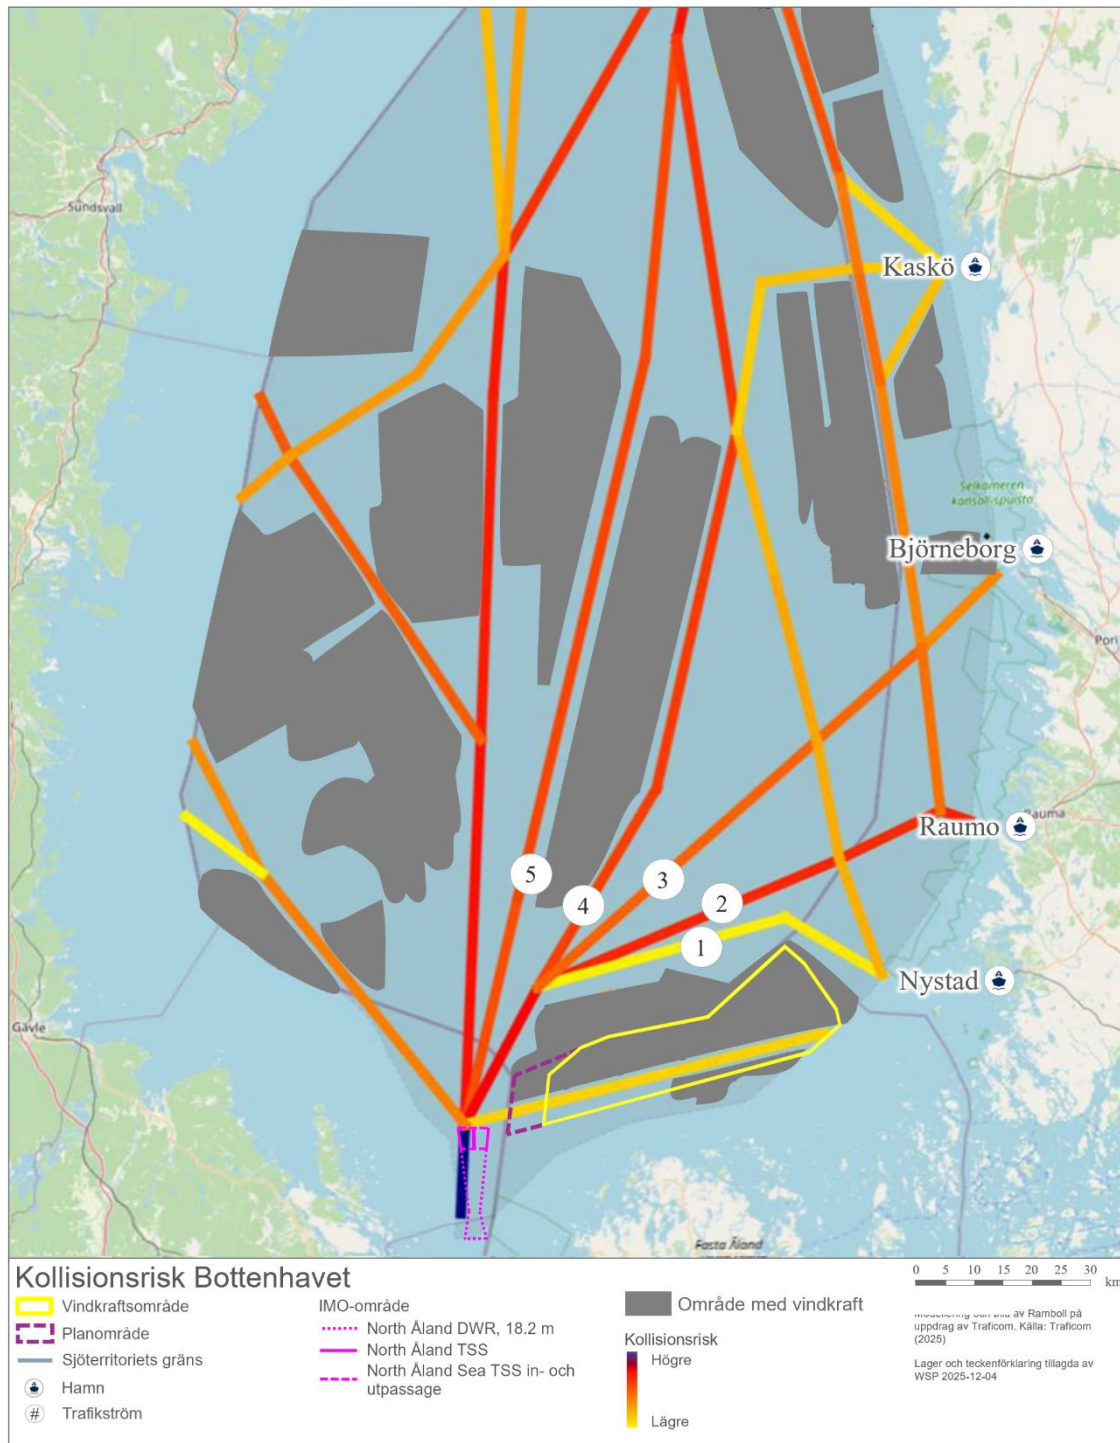 Sundsvall
Kaskö
Selkämeren
kansallispuisto
Björneborg
Pori
Raumo
auma
5
3
4
2
1
Nystad
Gävle
Fasta Åland
Kollisionsrisk Bottenhavet
Vindkraftsområde
Planområde
Sjöterritoriets gräns
Hamn
# Trafikström
IMO-område
North Åland DWR, 18.2 m
North Åland TSS
North Åland Sea TSS in- och
utpassage
Område med vindkraft
Kollisionsrisk
Högre
Lägre
0 5 10 15 20 25 30
km
av Ramboll på
uppdrag av Traficom. Källa: Traficom
(2025)
Lager och teckenförklaring tillagda av
WSP 2025-12-04